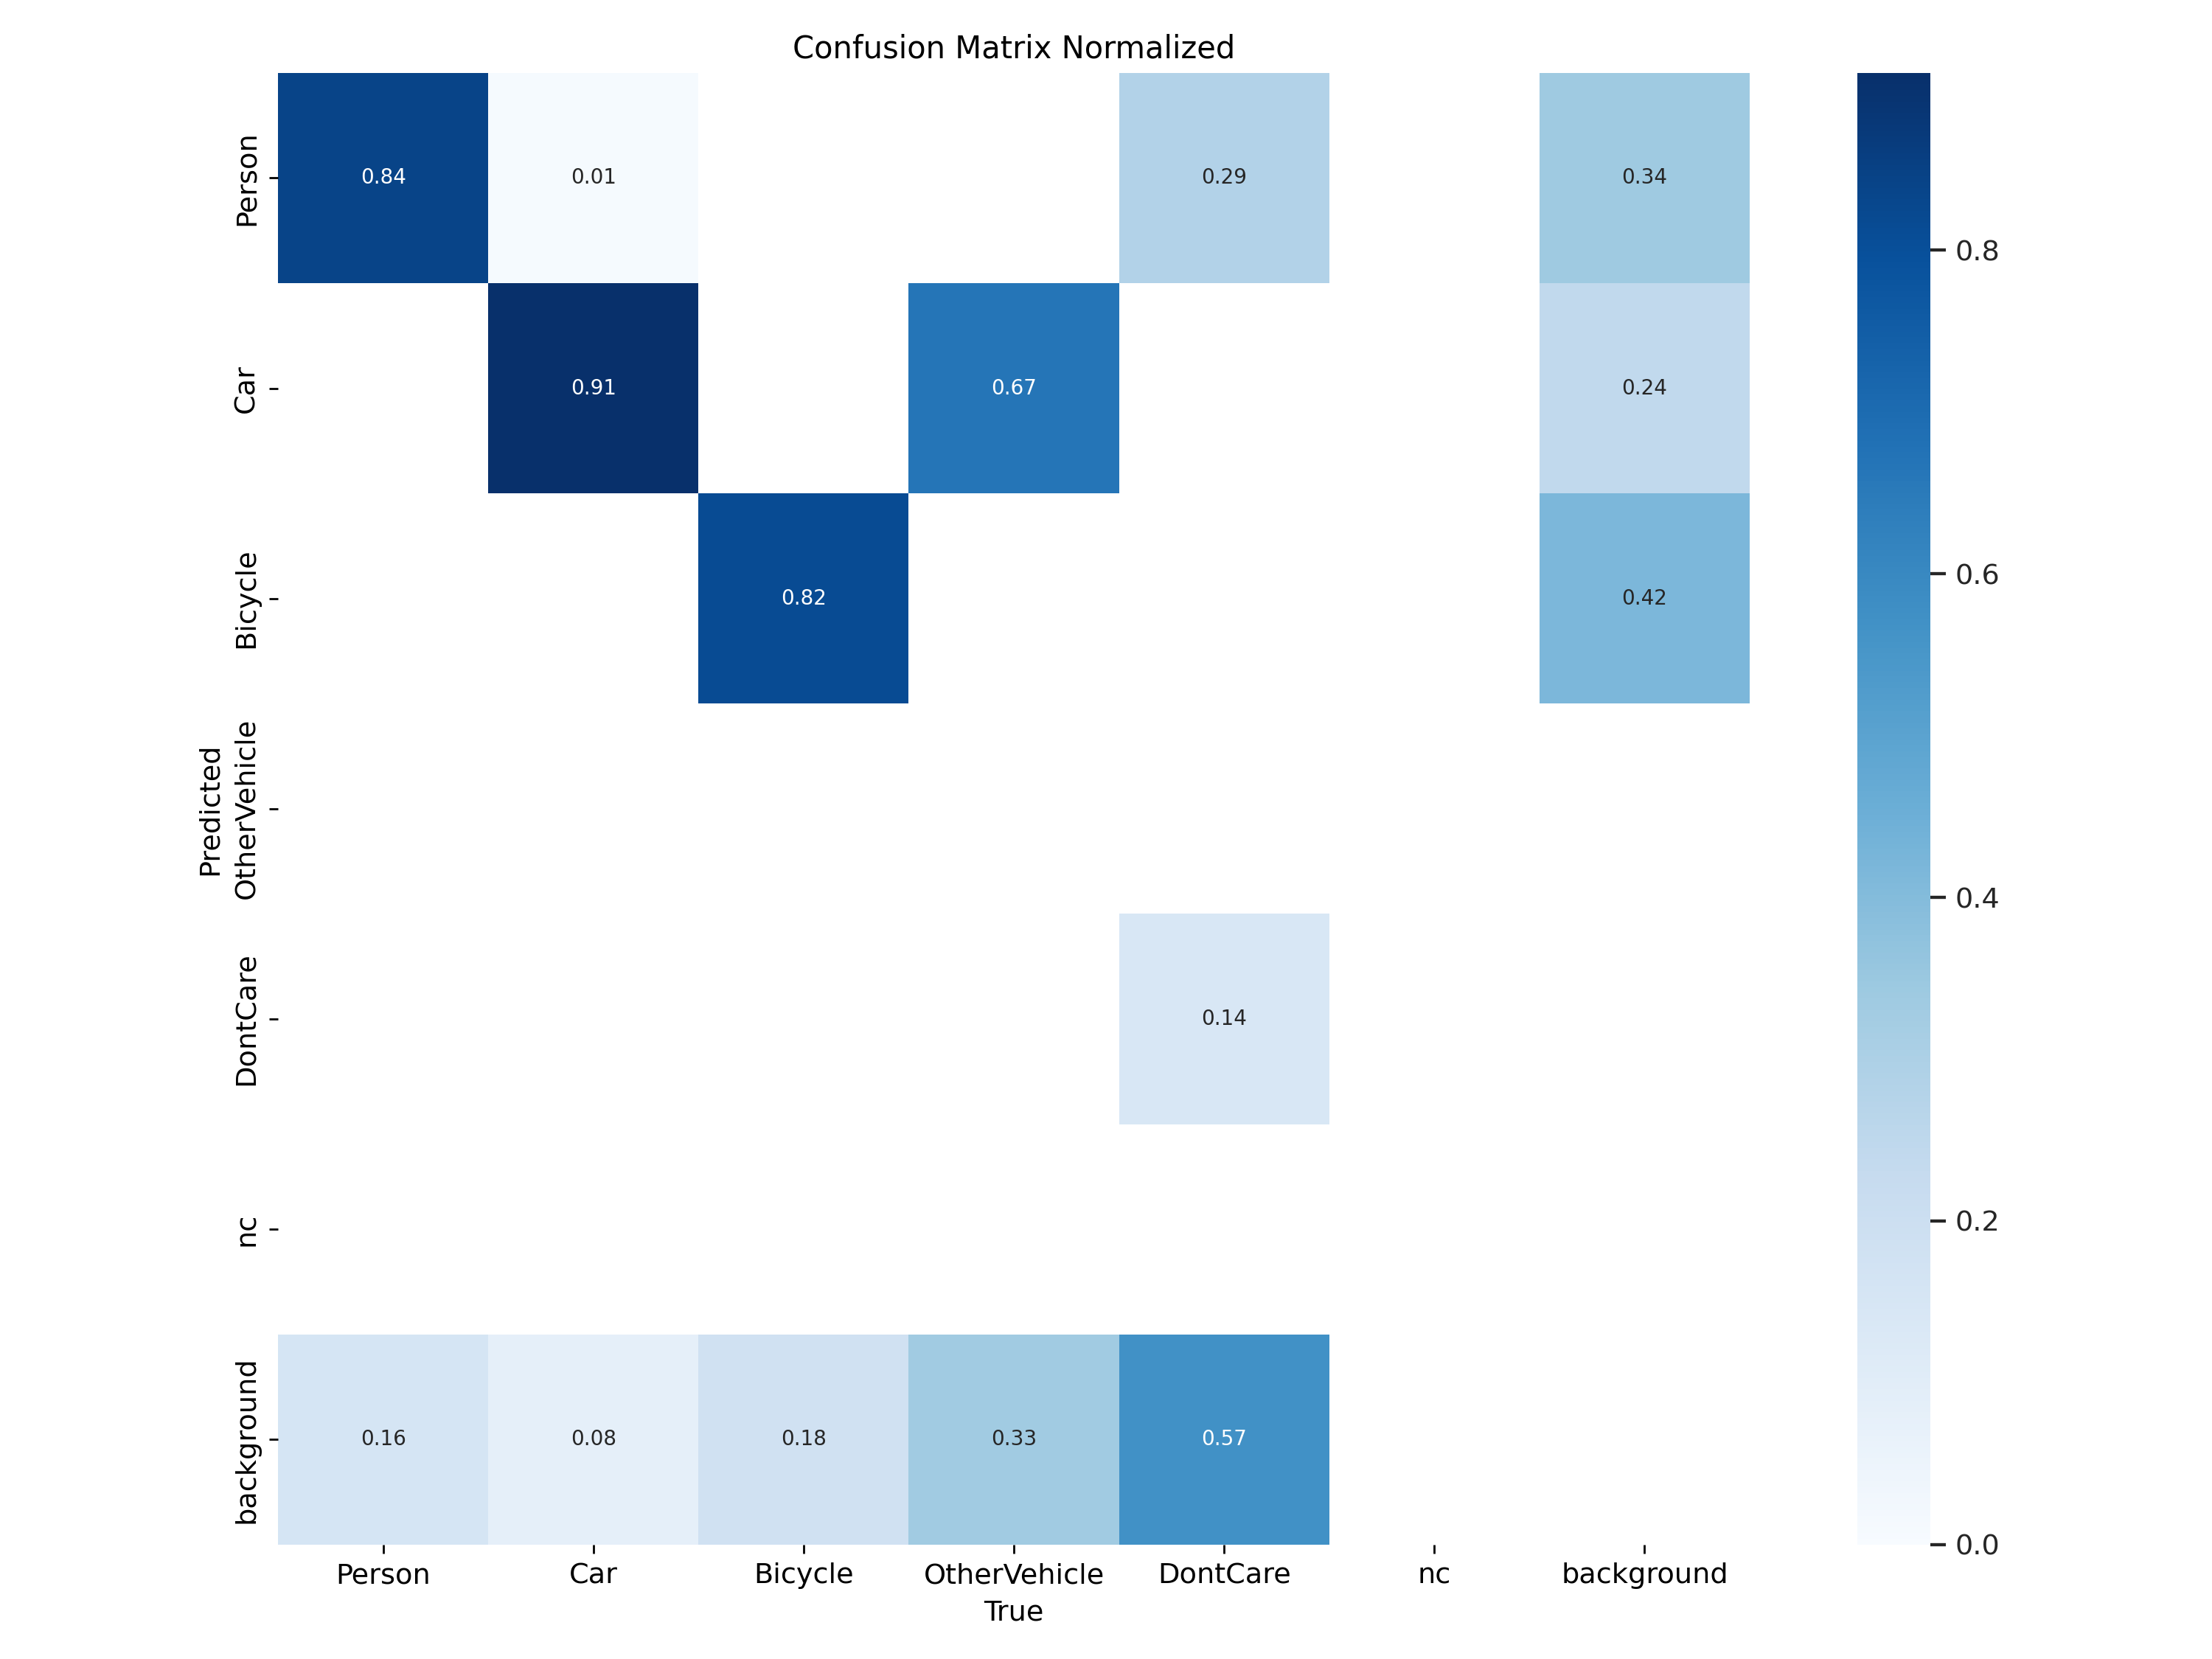 Confusion Matrix Normalized
Person
0.84
0.01
0.29
0.34
Car
0.91
0.67
0.24
Bicycle
0.82
0.42
Predicted
OtherVehicle
DontCare
0.14
nc
background
0.16
0.08
0.18
0.33
0.57
Person
Car
Bicycle
OtherVehicle
DontCare
nc
background
True
0.8
0.6
0.4
0.2
0.0